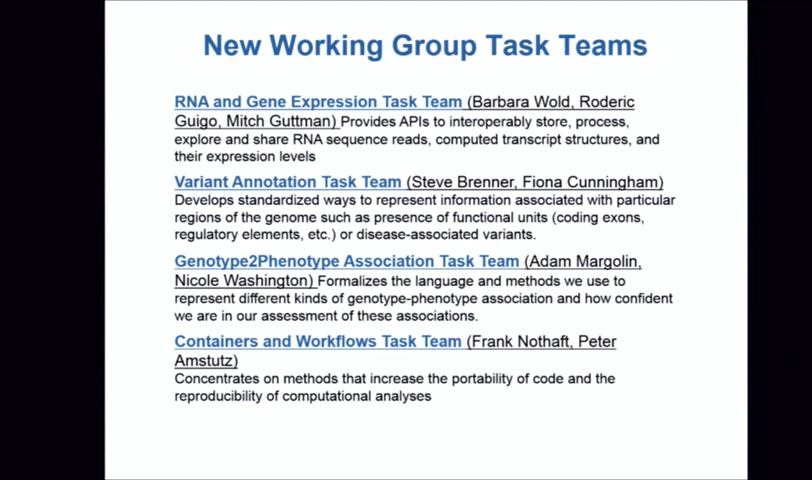 New Working Group Task Teams
RNA and Gene Expression Task Team (Barbara Wold, Roderic
Guigo, Mitch Guttman) Provides APIs to interoperably store, process,
explore and share RNA sequence reads, computed transcript structures, and
their expression levels
Variant Annotation Task Team (Steve Brenner, Fiona Cunningham)
Develops standardized ways to represent information associated with particular
regions of the genome such as presence of functional units (coding exons,
regulatory elements, etc.) or disease-associated variants.
Genotype2Phenotype Association Task Team (Adam Margolin,
Nicole Washington) Formalizes the language and methods we use to
represent different kinds of genotype-phenotype association and how confident
we are in our assessment of these associations.
Containers and Workflows Task Team (Frank Nothaft, Peter
Amstutz)
Concentrates on methods that increase the portability of code and the
reproducibility of computational analyses